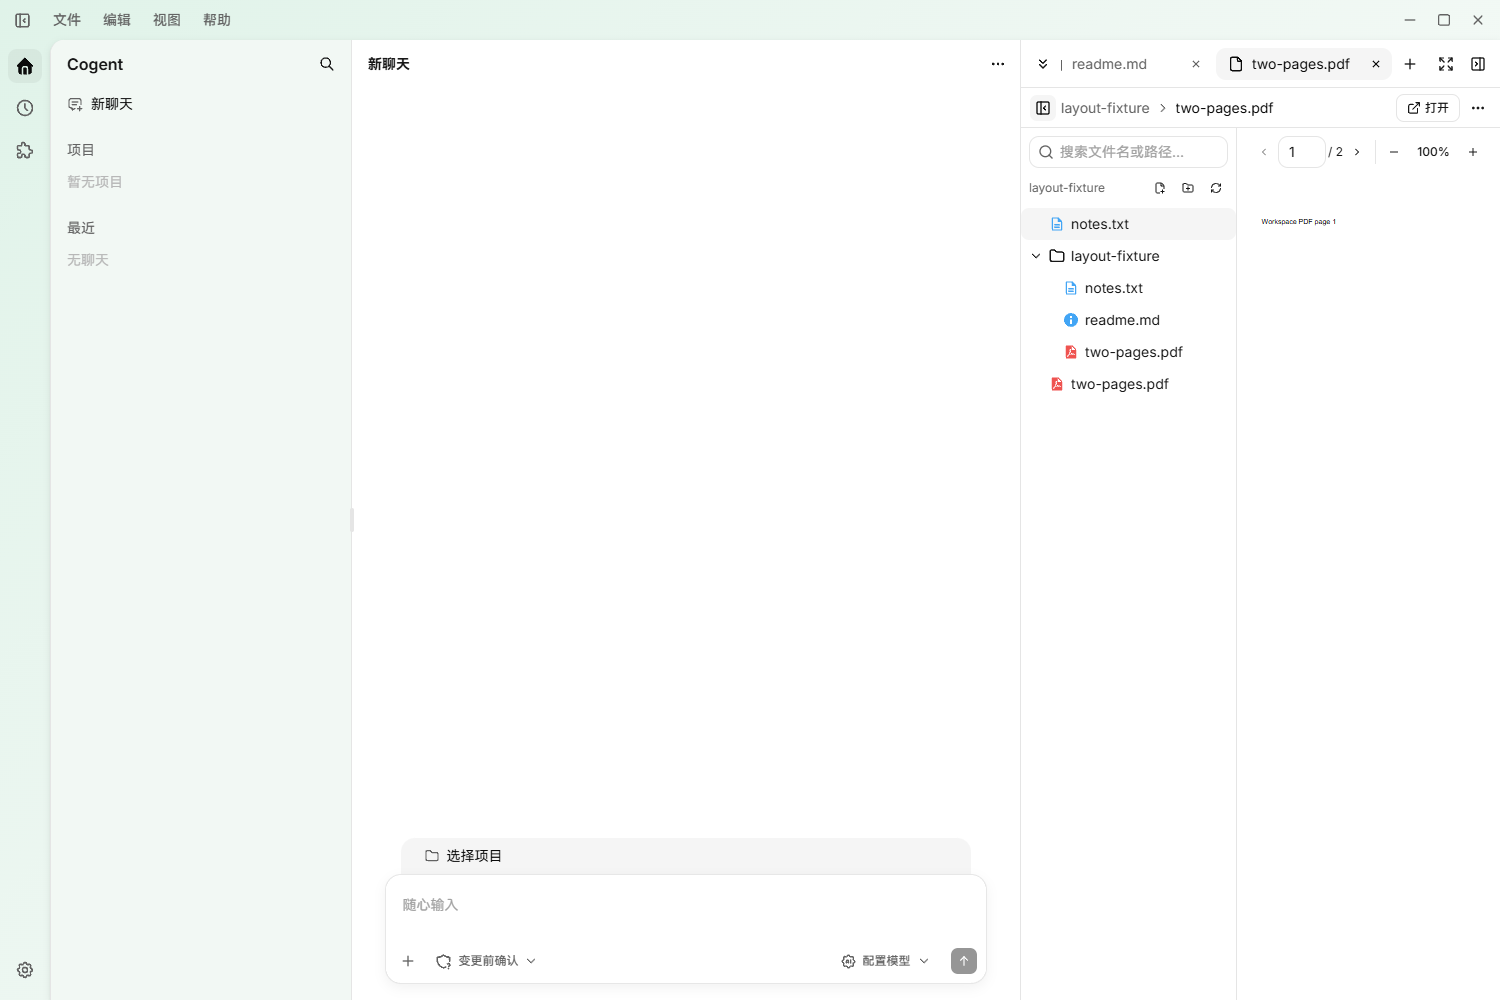 文件 编辑 视图 帮助
Cogent
新聊天
项目
暂无项目
最近
无聊天
新聊天
选择项目
随心输入
变更前确认
配置模型
readme.md
two-pages.pdf
layout-fixture > two-pages.pdf
打开
搜索文件名或路径...
layout-fixture
notes.txt
layout-fixture
notes.txt
readme.md
two-pages.pdf
two-pages.pdf
1 / 2
100%
Workspace PDF page 1